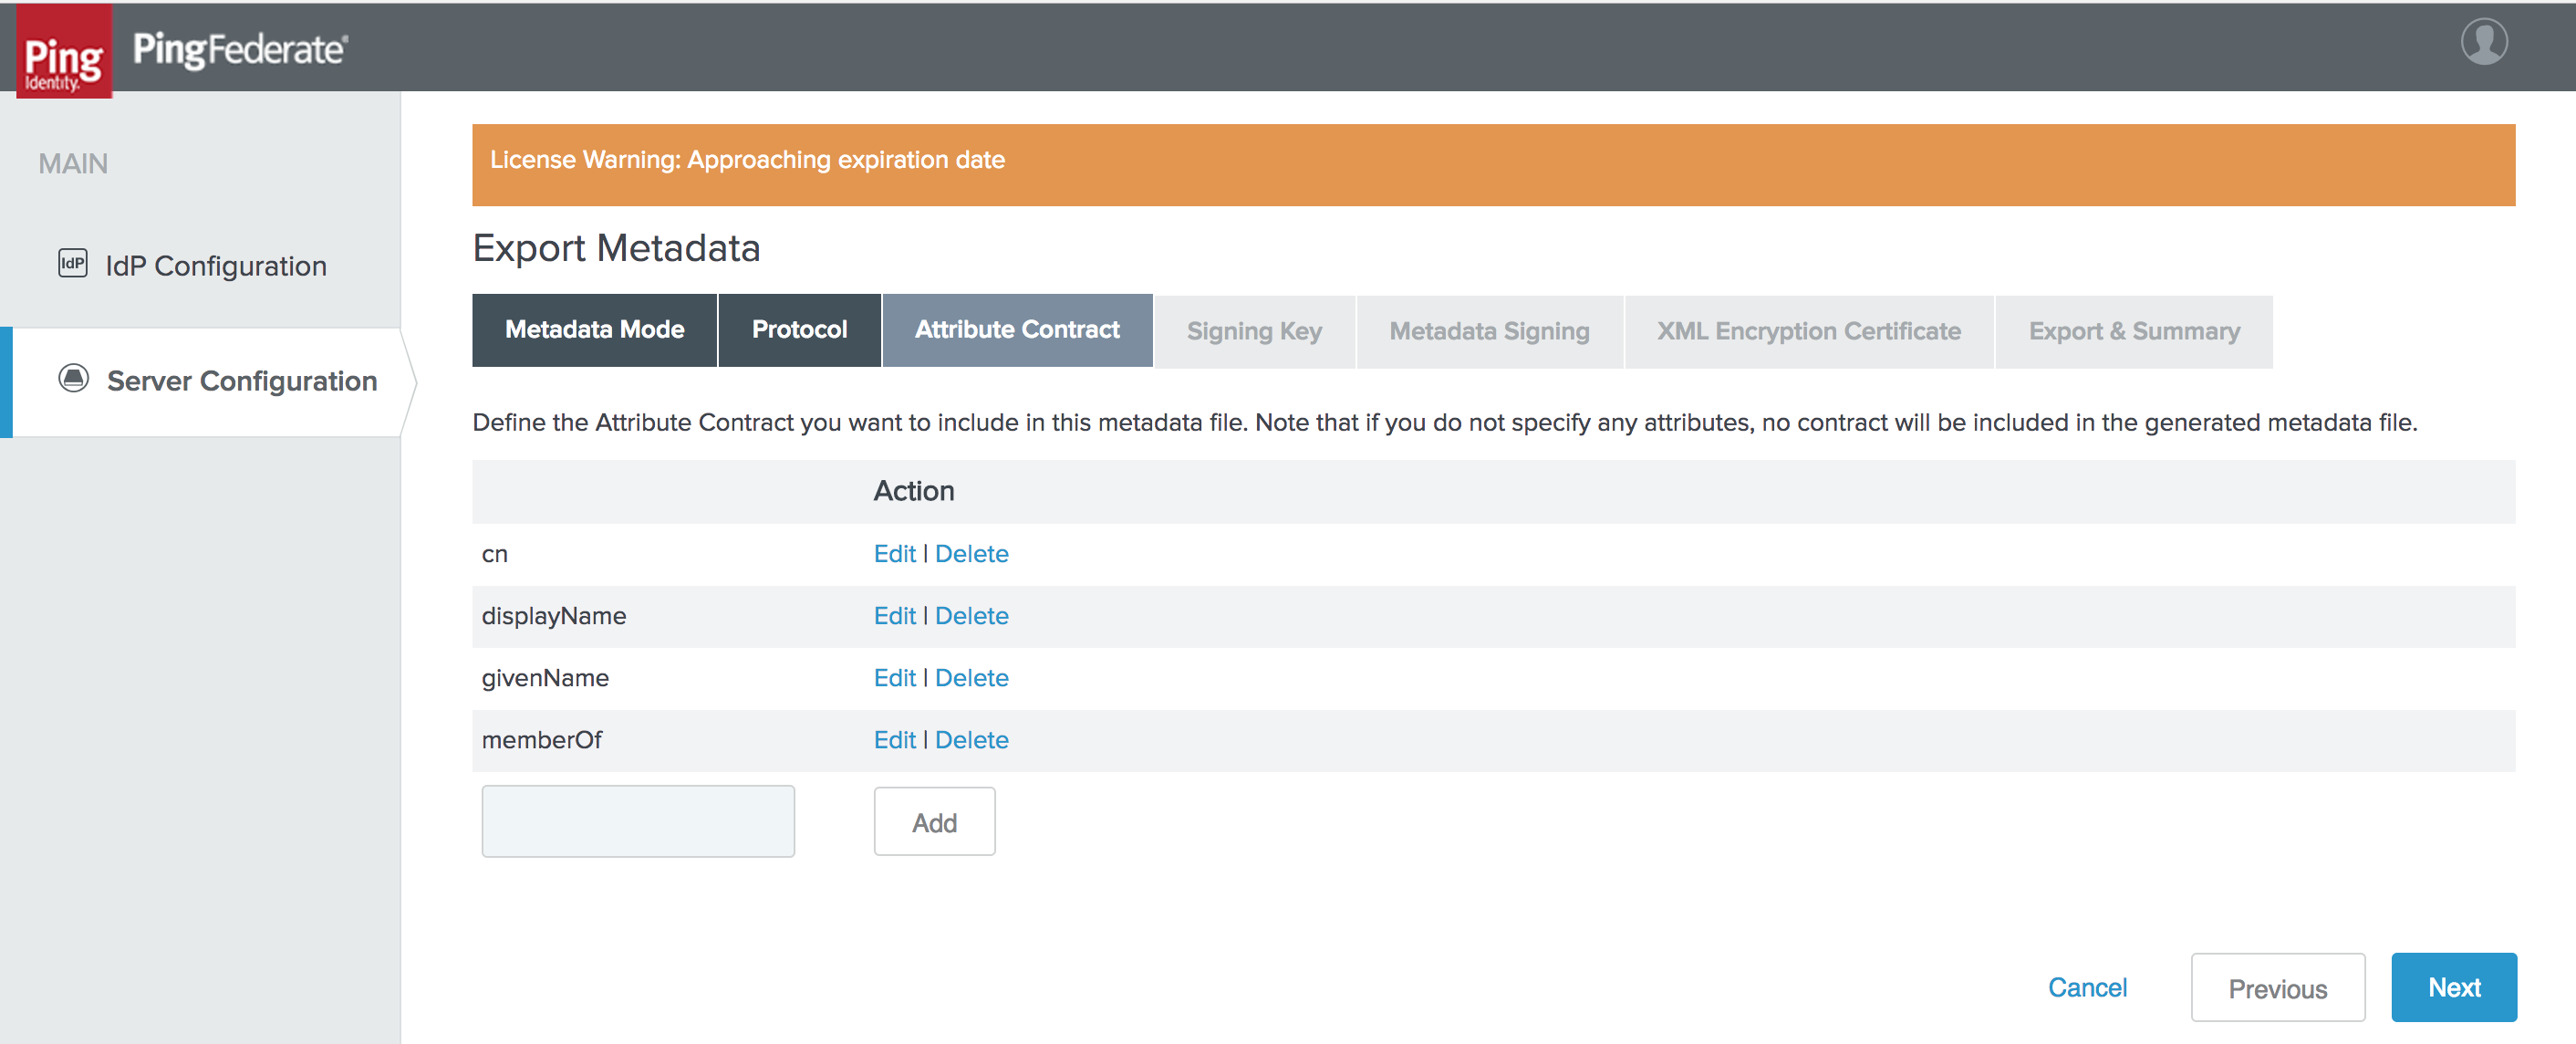 Ping
Identity.
PingFederate®
MAIN
IdP IdP Configuration
Server Configuration
License Warning: Approaching expiration date
Export Metadata
Metadata Mode Protocol Attribute Contract Signing Key Metadata Signing XML Encryption Certificate Export & Summary
Define the Attribute Contract you want to include in this metadata file. Note that if you do not specify any attributes, no contract will be included in the generated metadata file.
Action
cn Edit | Delete
displayName Edit | Delete
givenName Edit | Delete
memberOf Edit | Delete
Add
Cancel Previous Next